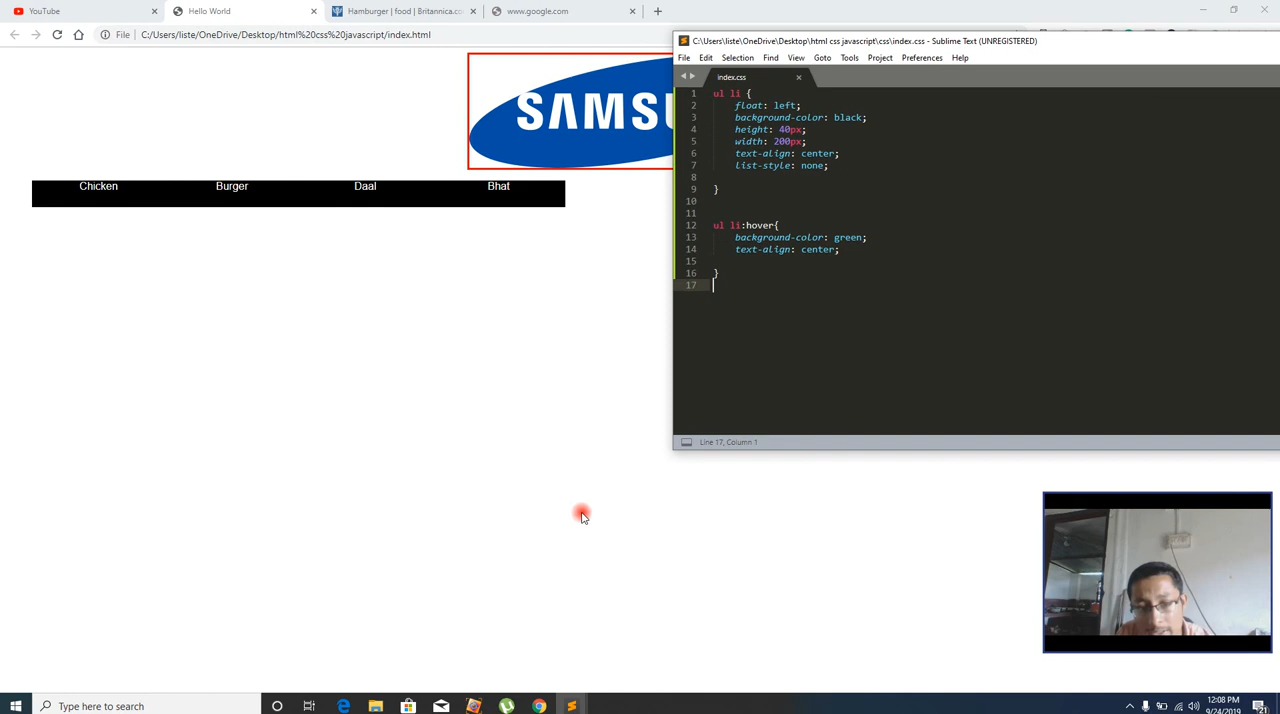 YouTube
Hello World
Hamburger | food | Britannica.co
www.google.com
File
C:/Users/liste/OneDrive/Desktop/html%20css%20javascript/index.html
SAMSU
Chicken Burger Daal Bhat
C:\Users\liste\OneDrive\Desktop\html css javascript\css\index.css - Sublime Text (UNREGISTERED)
File Edit Selection Find View Goto Tools Project Preferences Help
index.css
1 ul li {
2 float: left;
3 background-color: black;
4 height: 40px;
5 width: 200px;
6 text-align: center;
7 list-style: none;
8
9 }
10
11
12 ul li:hover{
13 background-color: green;
14 text-align: center;
15
16 }
17
Line 17, Column 1
Type here to search
12:08 PM
9/24/2019
21